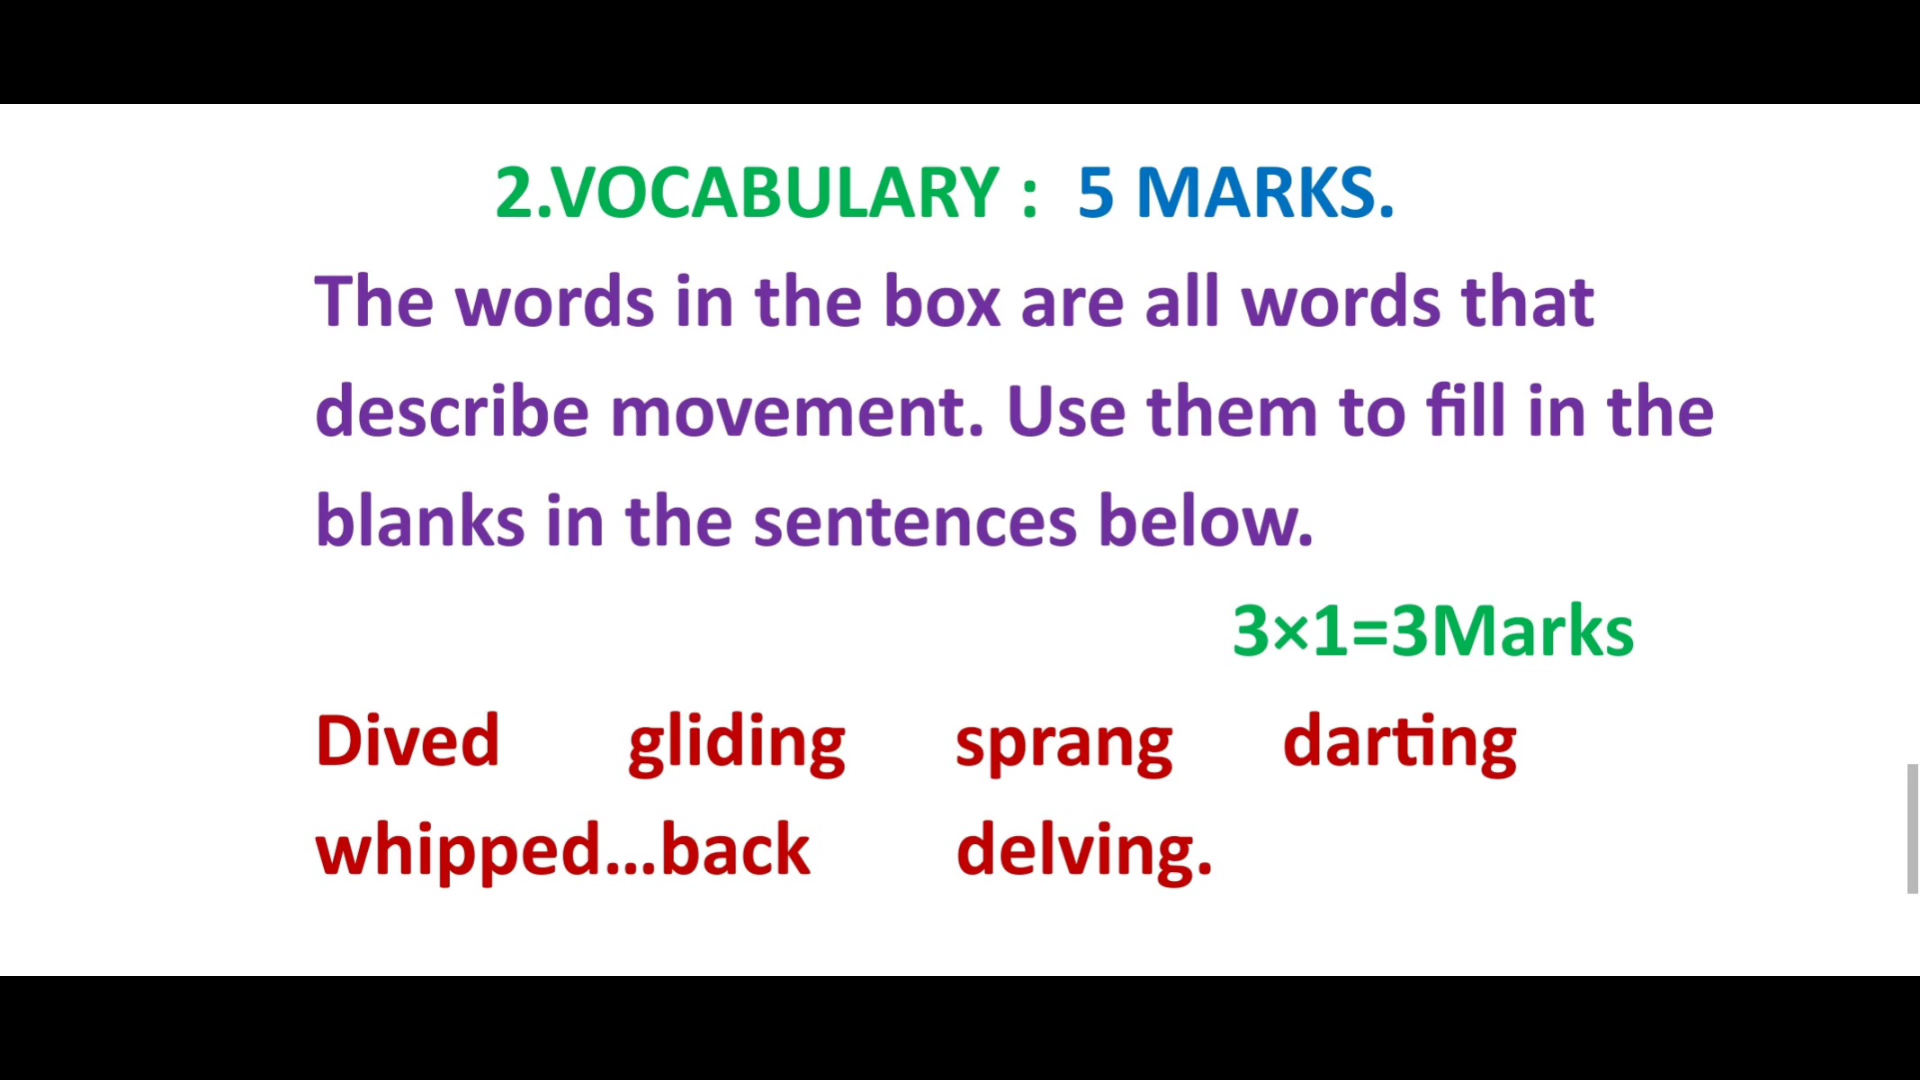 2.VOCABULARY : 5 MARKS.
The words in the box are all words that
describe movement. Use them to fill in the
blanks in the sentences below.
3×1=3Marks
Dived gliding sprang darting
whipped...back delving.